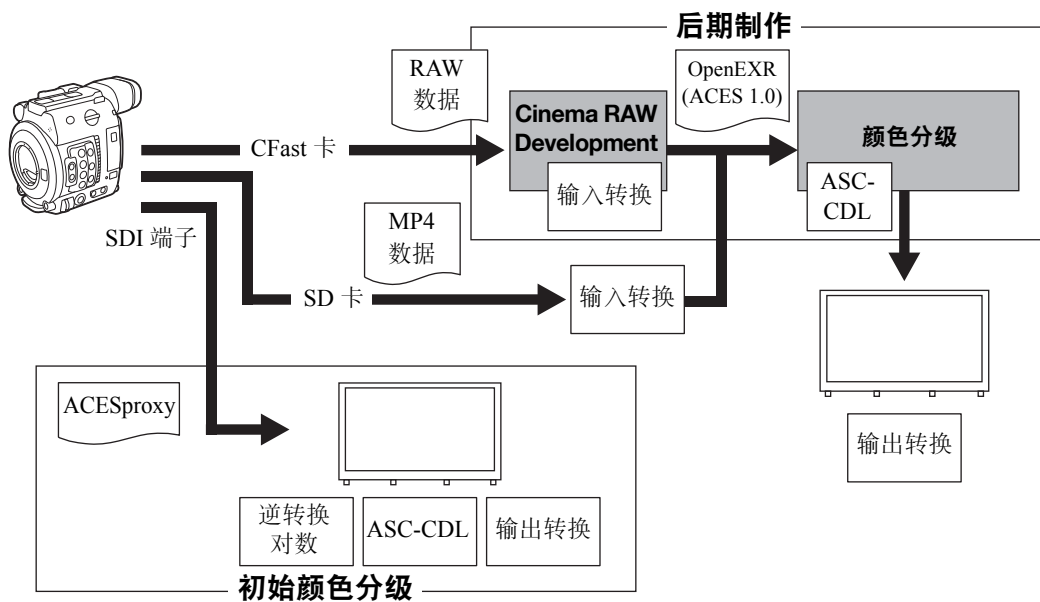 后期制作
RAW
数据
OpenEXR
(ACES 1.0)
Cinema RAW
Development
颜色分级
CFast 卡
输入转换
ASC-
CDL
SDI 端子
MP4
数据
SD 卡
输入转换
ACESproxy
输出转换
逆转换
对数
ASC-CDL
输出转换
初始颜色分级